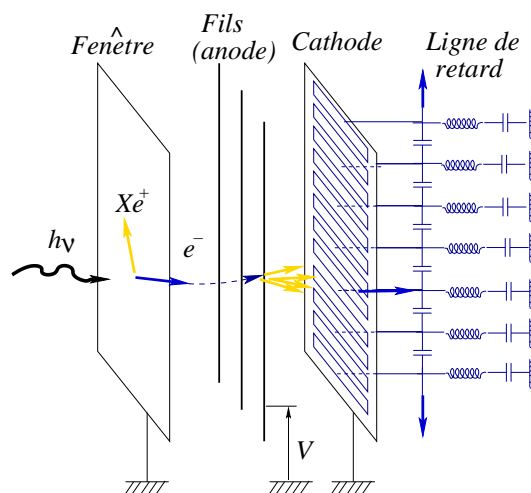 Fenêtre
Fils
(anode)
Cathode
Ligne de
retard
Xe+
hν
e−
V